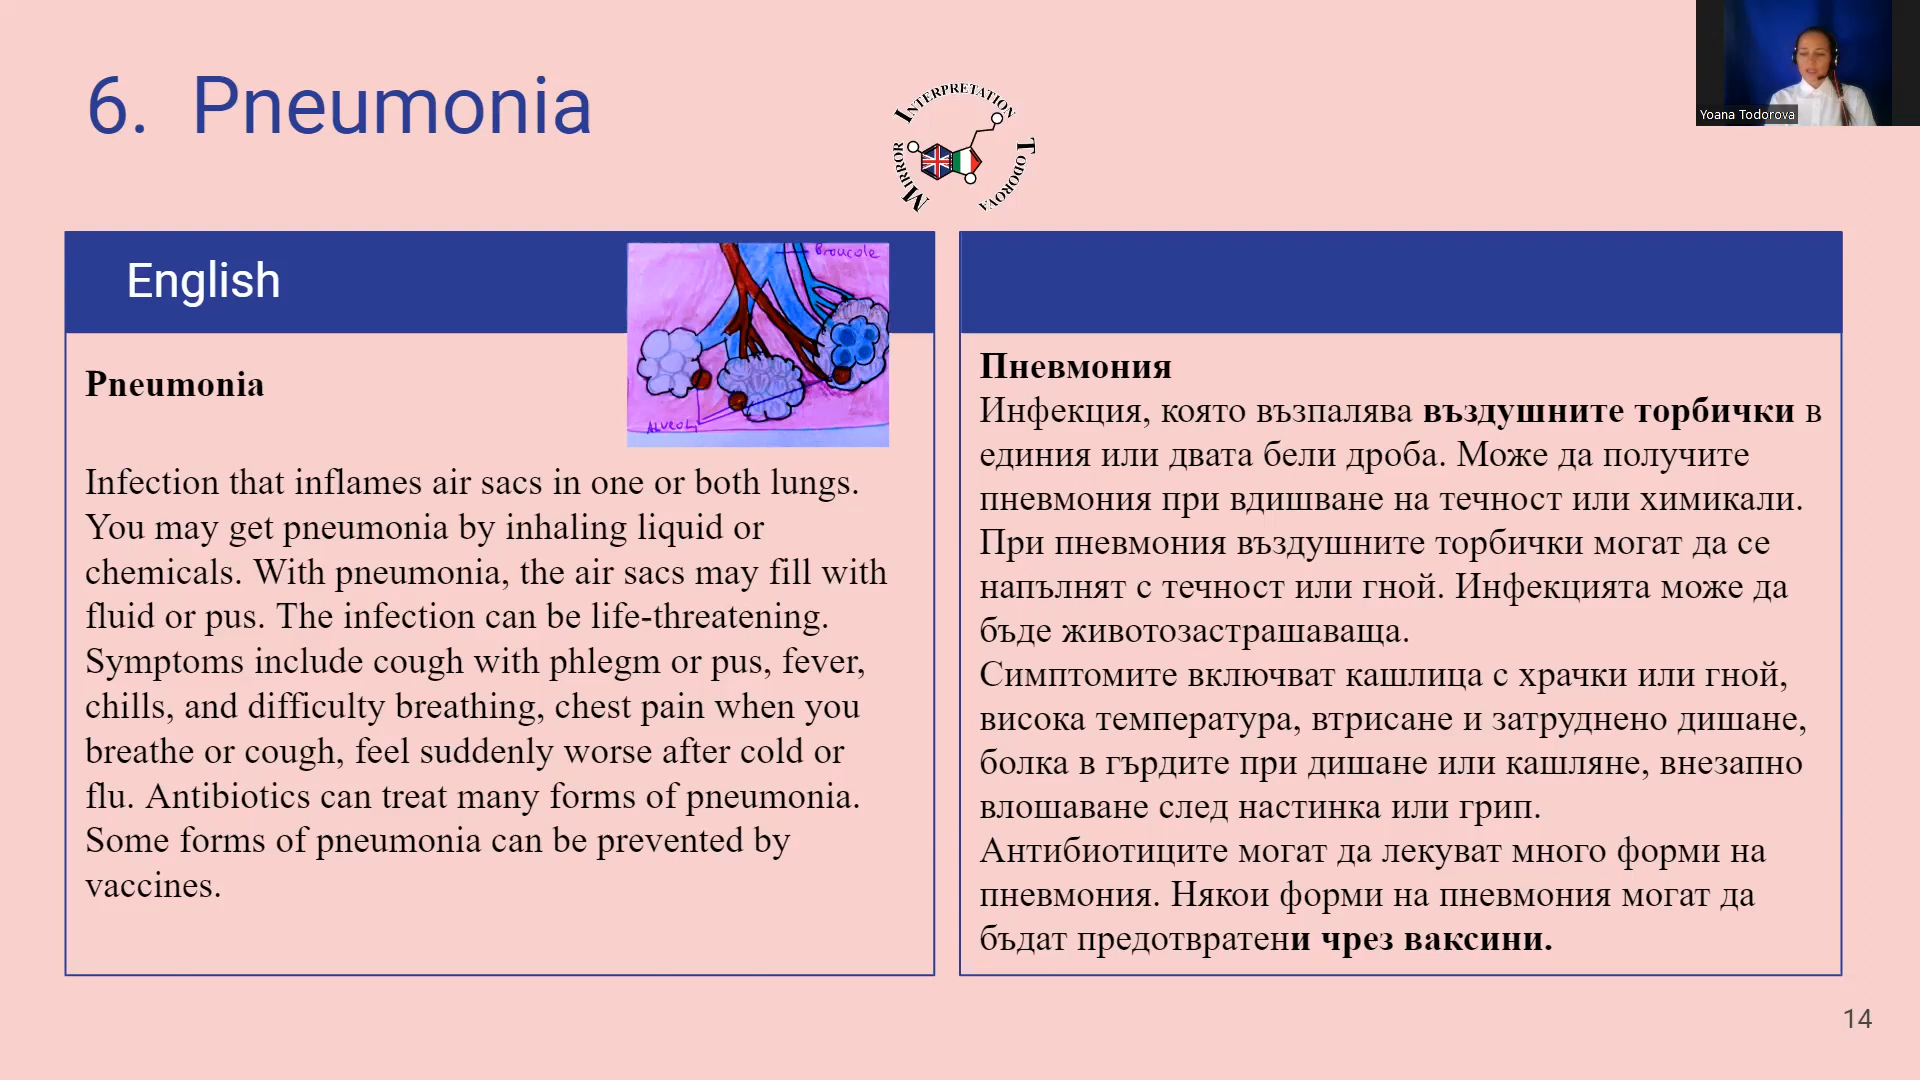 6. Pneumonia
MIRROR INTERPRETATION TODOROVA
Yoana Todorova
English
Broucole
Alveoli
Pneumonia
Infection that inflames air sacs in one or both lungs.
You may get pneumonia by inhaling liquid or
chemicals. With pneumonia, the air sacs may fill with
fluid or pus. The infection can be life-threatening.
Symptoms include cough with phlegm or pus, fever,
chills, and difficulty breathing, chest pain when you
breathe or cough, feel suddenly worse after cold or
flu. Antibiotics can treat many forms of pneumonia.
Some forms of pneumonia can be prevented by
vaccines.
Пневмония
Инфекция, която възпалява въздушните торбички в
единия или двата бели дроба. Може да получите
пневмония при вдишване на течност или химикали.
При пневмония въздушните торбички могат да се
напълнят с течност или гной. Инфекцията може да
бъде животозастрашаваща.
Симптомите включват кашлица с храчки или гной,
висока температура, втрисане и затруднено дишане,
болка в гърдите при дишане или кашляне, внезапно
влошаване след настинка или грип.
Антибиотиците могат да лекуват много форми на
пневмония. Някои форми на пневмония могат да
бъдат предотвратени чрез ваксини.
14